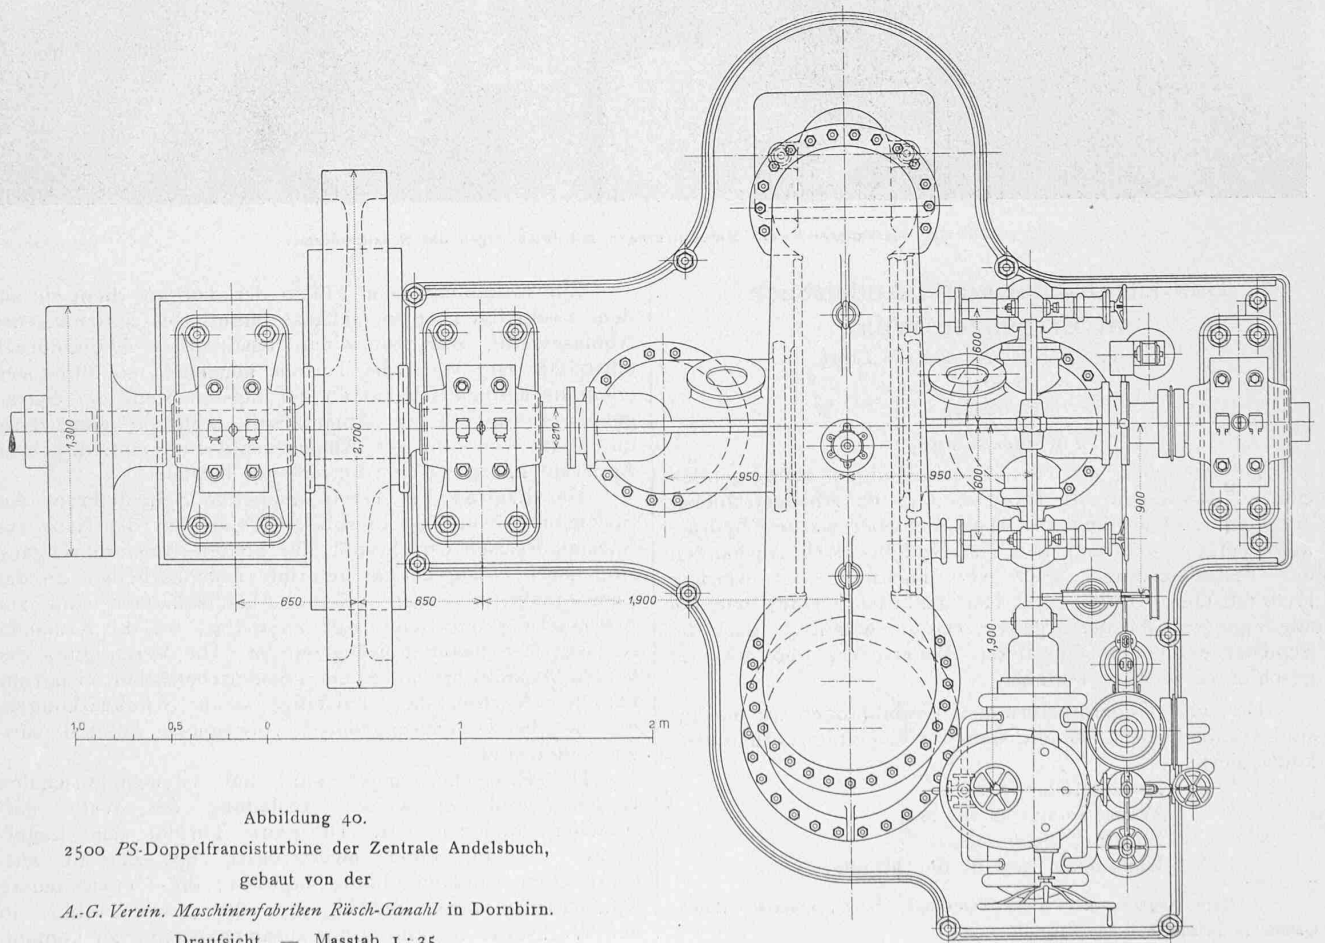 600
1,300
2,700
210
950
950
600
900
650
650
1,900
1,900
1,0 0,5 0 1 2 m
Abbildung 40.
2500 PS-Doppelfrancisturbine der Zentrale Andelsbuch,
gebaut von der
A.-G. Verein. Maschinenfabriken Rüsch-Ganahl in Dornbirn.
Draufsicht. — Masstab 1 : 35.